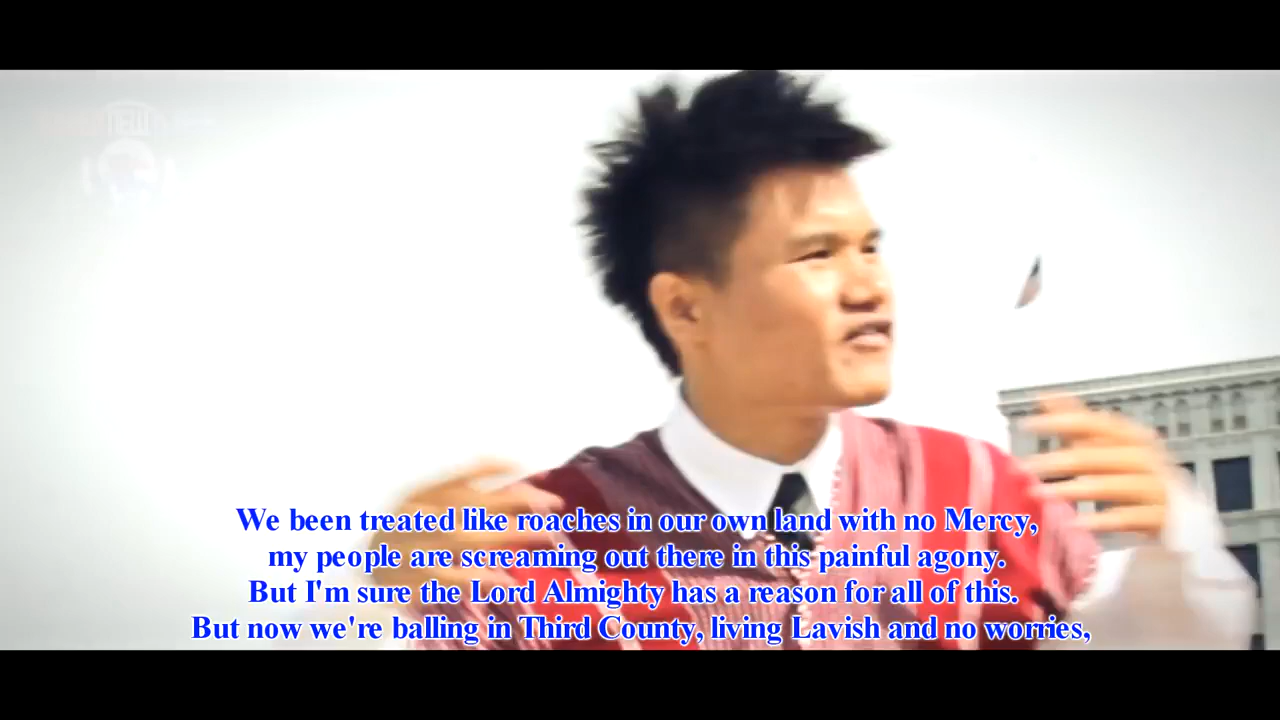 We been treated like roaches in our own land with no Mercy,
my people are screaming out there in this painful agony.
But I'm sure the Lord Almighty has a reason for all of this.
But now we're balling in Third County, living Lavish and no worries,